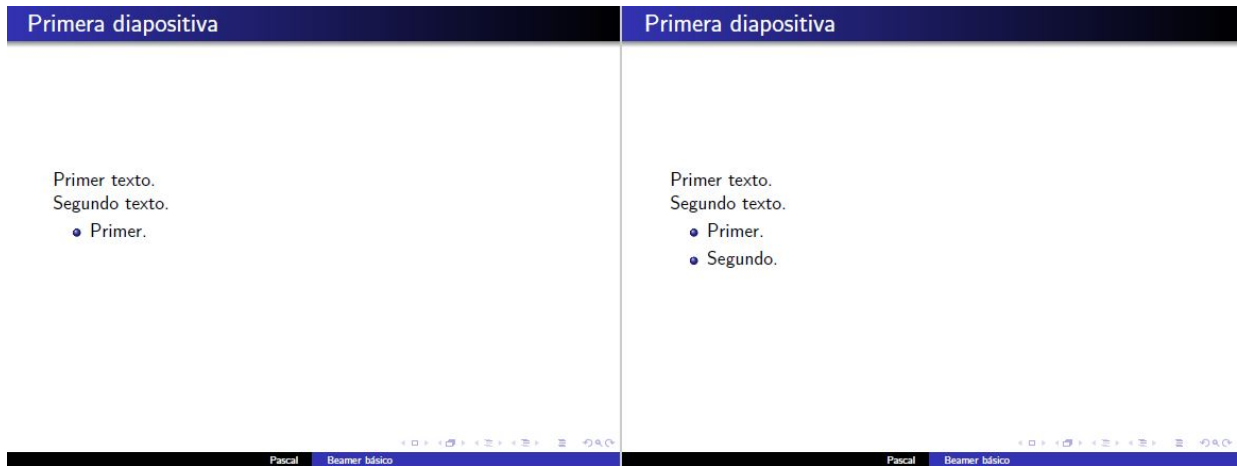 Primera diapositiva
Primer texto.
Segundo texto.
Primer.
Pascal Beamer básico
Primera diapositiva
Primer texto.
Segundo texto.
Primer.
Segundo.
Pascal Beamer básico